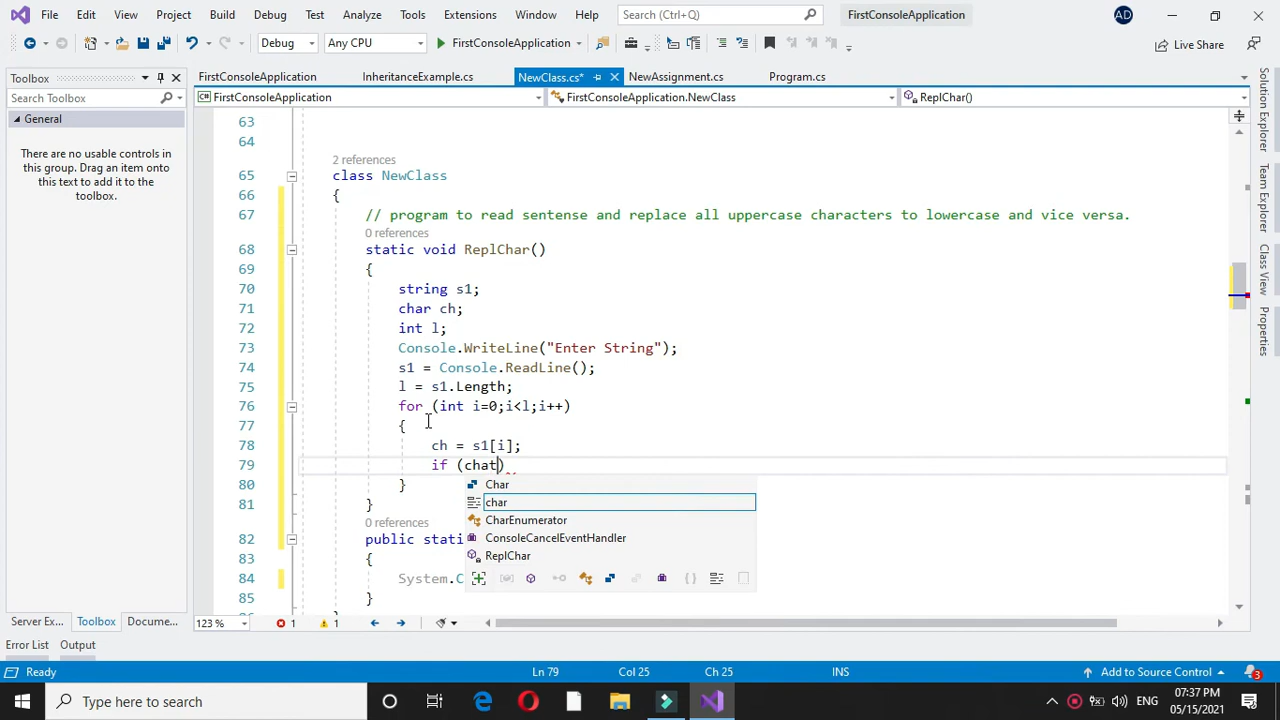 File Edit View Project Build Debug Test Analyze Tools Extensions Window Help Search (Ctrl+Q) FirstConsoleApplication AD
Debug Any CPU FirstConsoleApplication Live Share
Toolbox
Search Toolbox
General
There are no usable controls in
this group. Drag an item onto
this text to add it to the
toolbox.
FirstConsoleApplication InheritanceExample.cs NewClass.cs* NewAssignment.cs Program.cs
FirstConsoleApplication FirstConsoleApplication.NewClass ReplChar()
63
64
2 references
65 class NewClass
66 {
67 // program to read sentense and replace all uppercase characters to lowercase and vice versa.
0 references
68 static void ReplChar()
69 {
70 string s1;
71 char ch;
72 int l;
73 Console.WriteLine("Enter String");
74 s1 = Console.ReadLine();
75 l = s1.Length;
76 for (int i=0;i<l;i++)
77 {
78 ch = s1[i];
79 if (chat)
80 }
81 }
0 references
82 public stati
83 {
84 System.C
85 }
86 }
Char
char
CharEnumerator
ConsoleCancelEventHandler
ReplChar
Solution Explorer
Team Explorer
Class View
Properties
123 % 1 1
Server Ex... Toolbox Docume...
Error List Output
Ready Ln 79 Col 25 Ch 25 INS Add to Source Control 3
Type here to search ENG 07:37 PM
05/15/2021